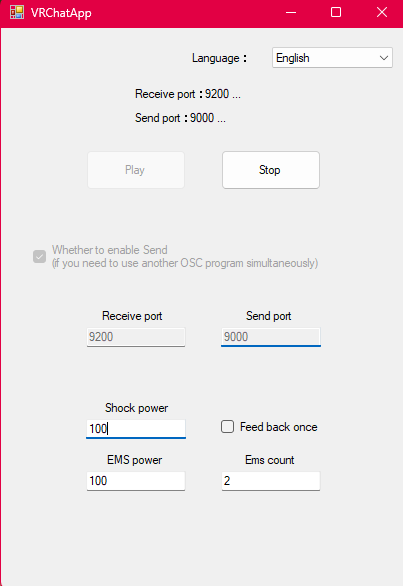 VRChatApp
Language :
English
Receive port : 9200 ...
Send port : 9000 ...
Play
Stop
Whether to enable Send
(if you need to use another OSC program simultaneously)
Receive port
Send port
9200
9000
Shock power
100
Feed back once
EMS power
Ems count
100
2